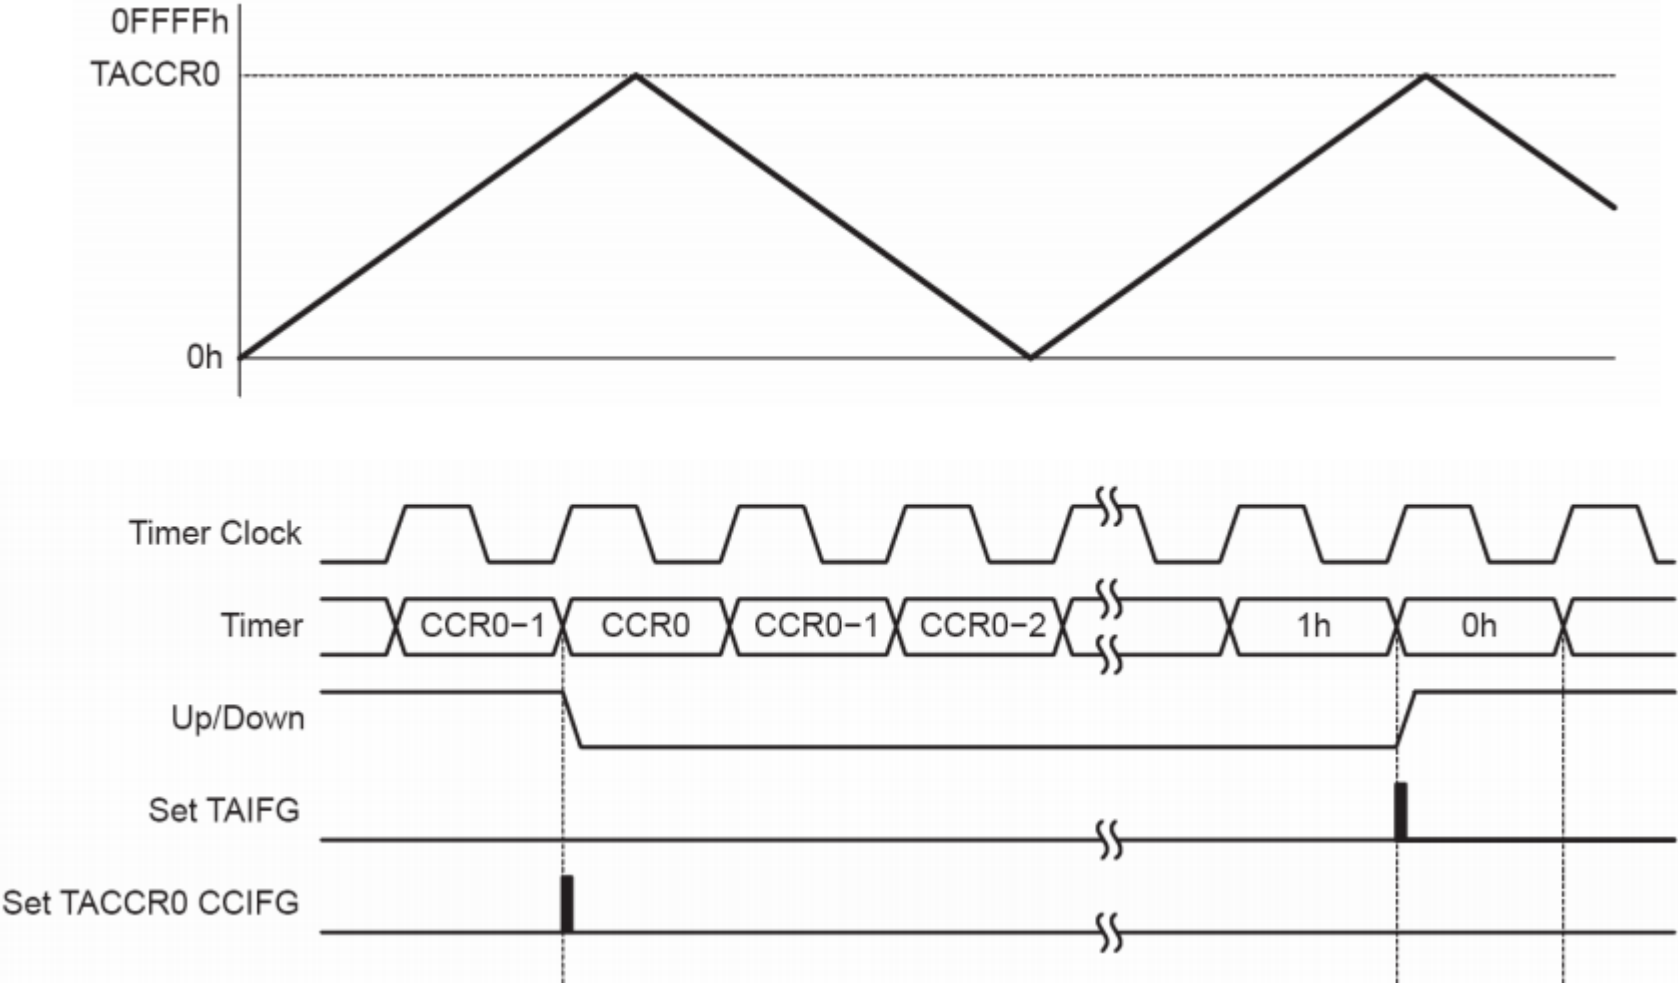 0FFFFh
TACCR0
0h
Timer Clock
Timer CCR0−1 CCR0 CCR0−1 CCR0−2 1h 0h
Up/Down
Set TAIFG
Set TACCR0 CCIFG